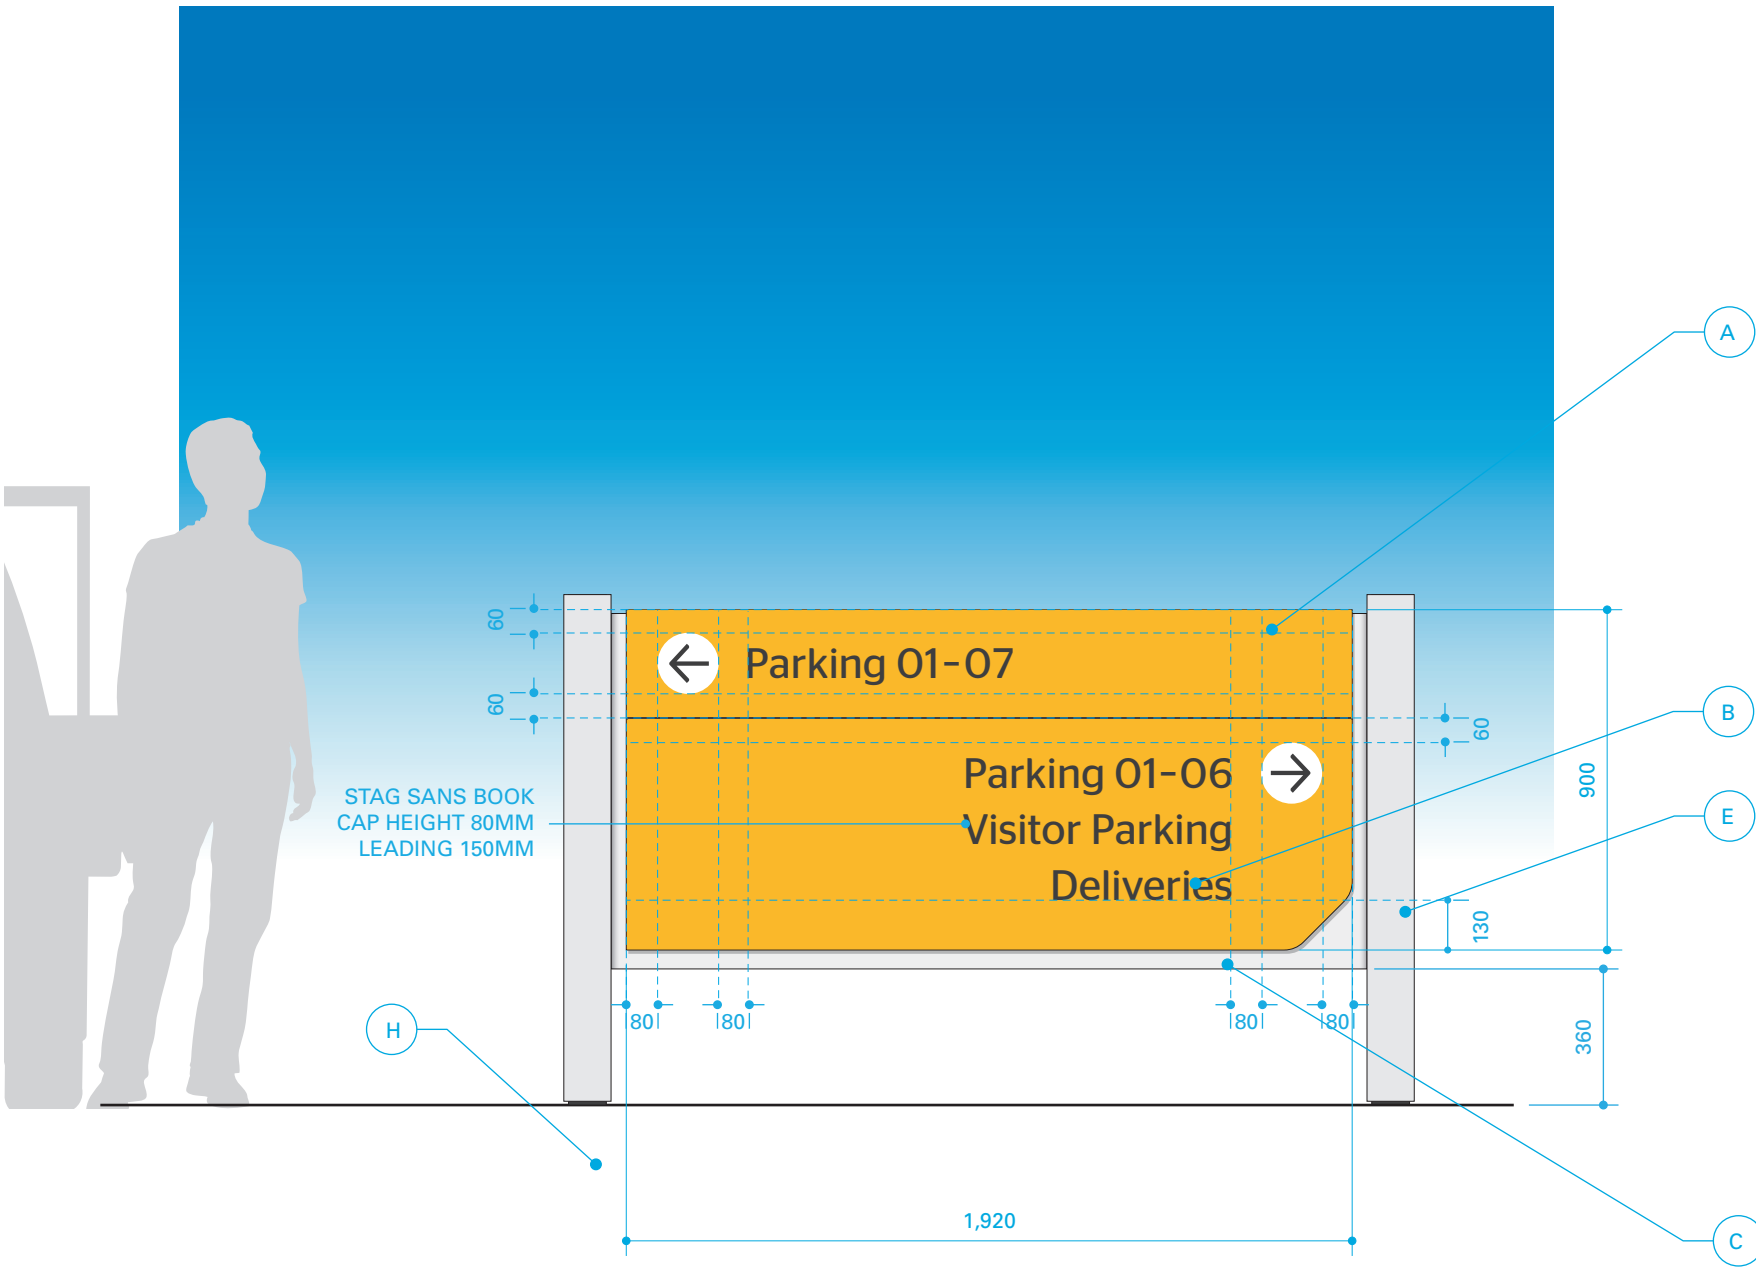 A
60
Parking 01-07
60
B
60
Parking 01-06
900
STAG SANS BOOK
CAP HEIGHT 80MM
LEADING 150MM
E
Visitor Parking
Deliveries
130
80
80
80
80
H
360
1,920
C